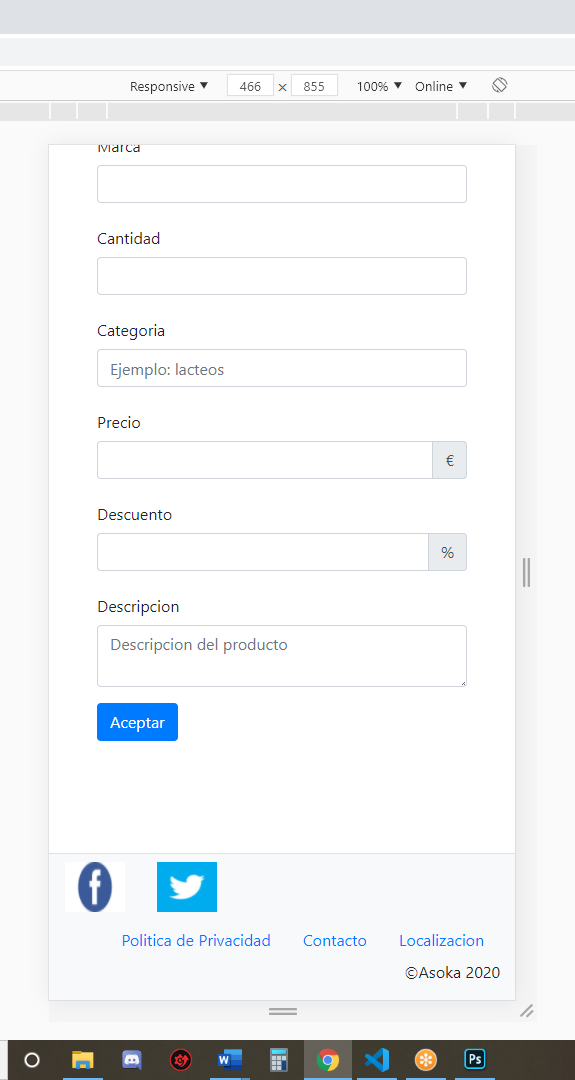 Responsive ▼ 466 × 855 100% ▼ Online ▼
Marca
Cantidad
Categoria
Ejemplo: lacteos
Precio
€
Descuento
%
Descripcion
Descripcion del producto
Aceptar
f
Politica de Privacidad Contacto Localizacion
©Asoka 2020
W Ps